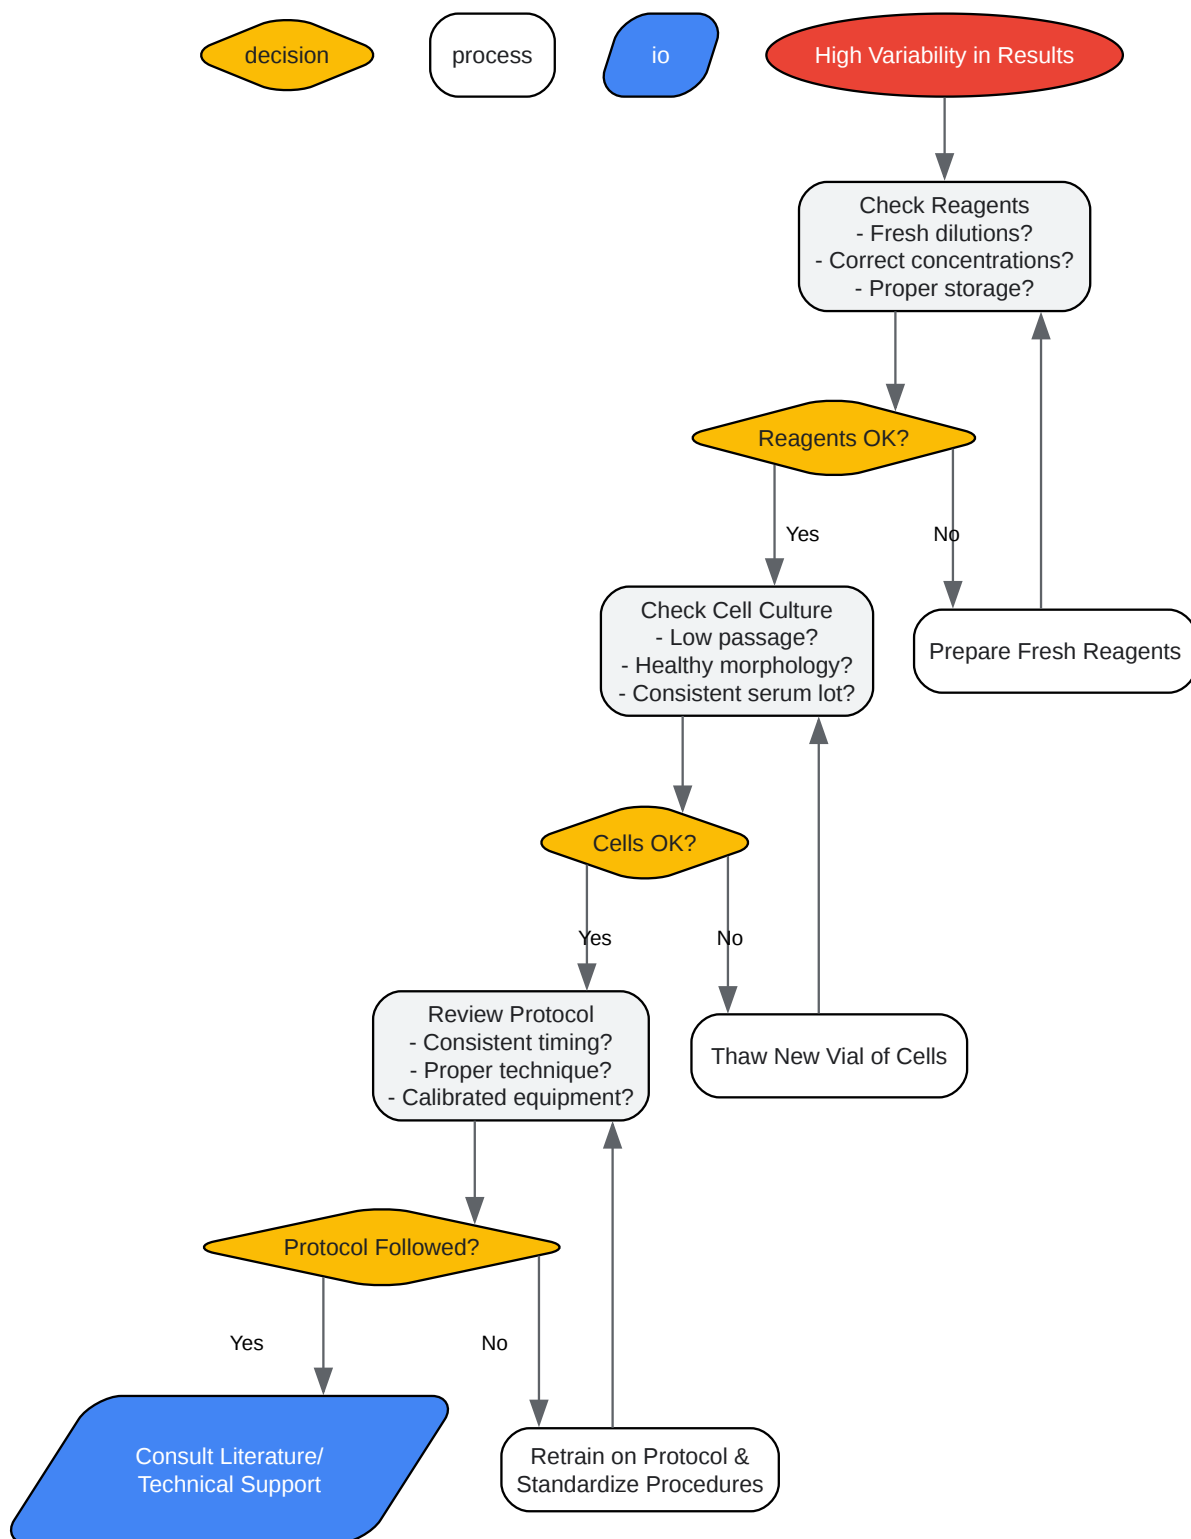 decision
process
io
High Variability in Results
Check Reagents
- Fresh dilutions?
- Correct concentrations?
- Proper storage?
Reagents OK?
Yes
No
Check Cell Culture
- Low passage?
- Healthy morphology?
- Consistent serum lot?
Prepare Fresh Reagents
Cells OK?
Yes
No
Review Protocol
- Consistent timing?
- Proper technique?
- Calibrated equipment?
Thaw New Vial of Cells
Protocol Followed?
Yes
No
Consult Literature/
Technical Support
Retrain on Protocol &
Standardize Procedures